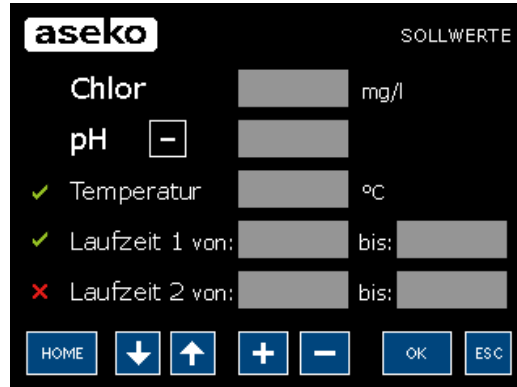 aseko SOLLWERTE
Chlor mg/l
pH −
Temperatur °C
Laufzeit 1 von: bis:
Laufzeit 2 von: bis:
HOME + − OK ESC